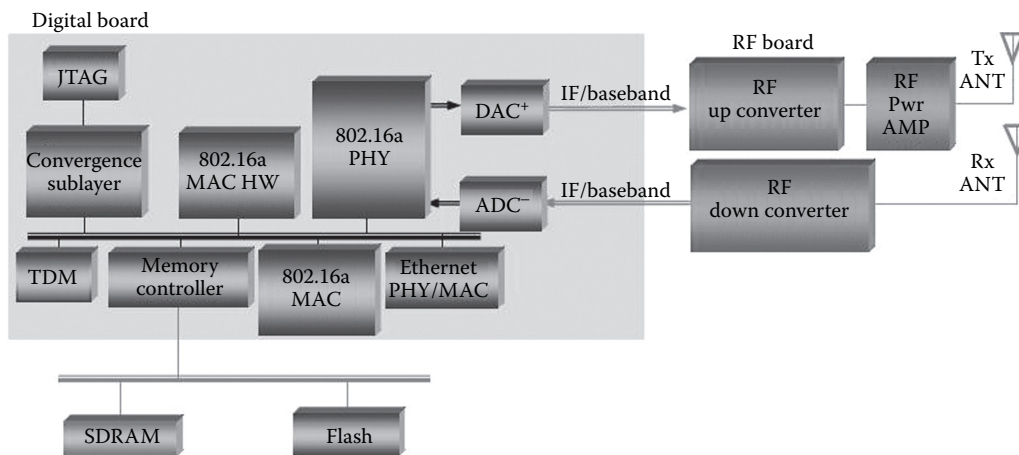 Digital board
JTAG
Convergence
sublayer
802.16a
MAC HW
802.16a
PHY
DAC⁺
ADC⁻
IF/baseband
IF/baseband
RF board
RF
up converter
RF
Pwr
AMP
Tx
ANT
RF
down converter
Rx
ANT
TDM
Memory
controller
802.16a
MAC
Ethernet
PHY/MAC
SDRAM
Flash